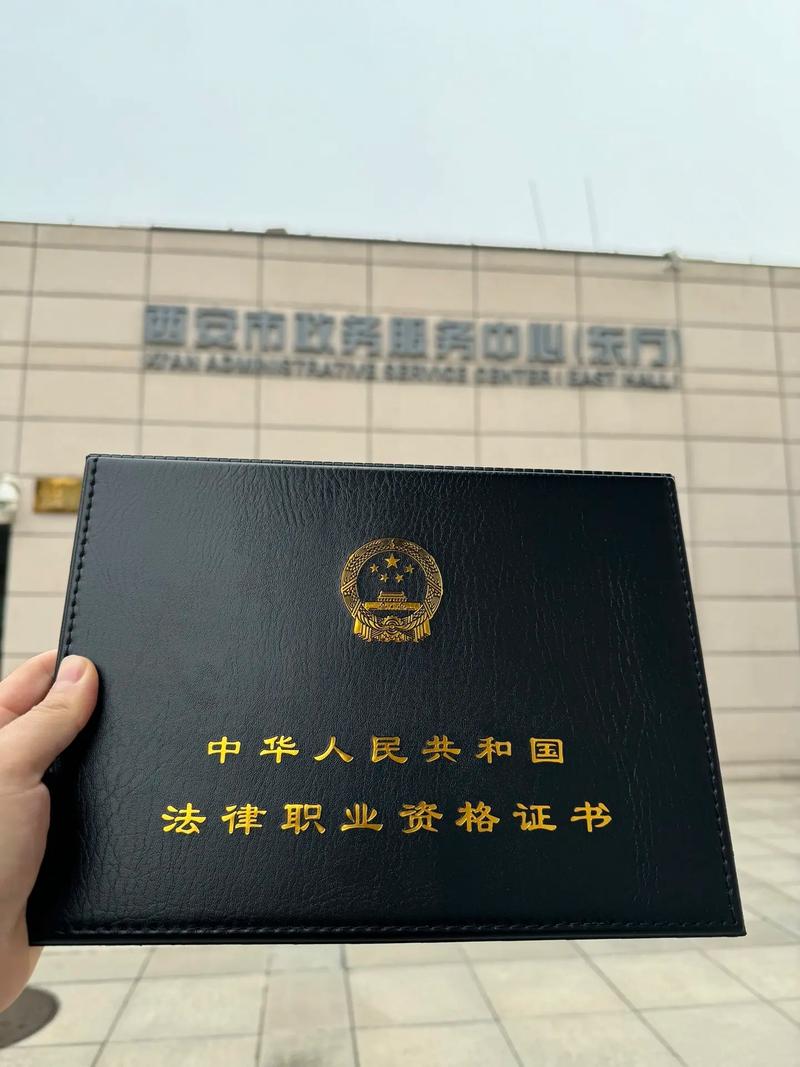 西安市政务服务中心(东厅)
XI'AN ADMINISTRATIVE SERVICE CENTER (EAST HALL)
中华人民共和国
法律职业资格证书